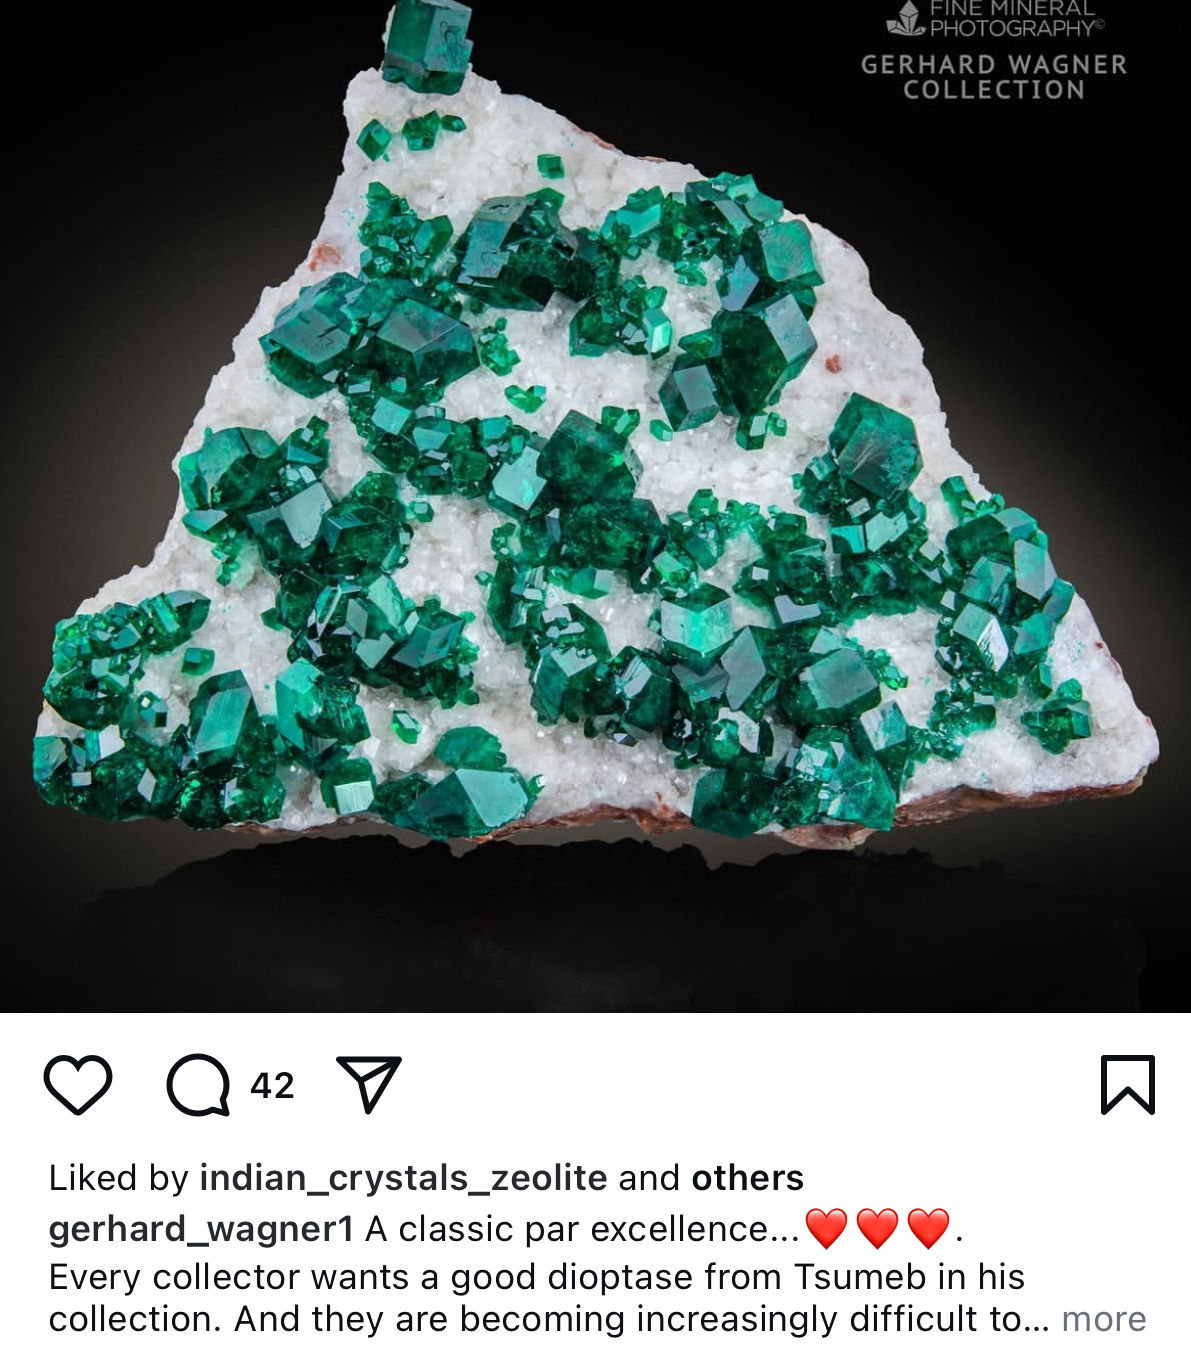 FINE MINERAL
PHOTOGRAPHY©
GERHARD WAGNER
COLLECTION
42
Liked by indian_crystals_zeolite and others
gerhard_wagner1 A classic par excellence...❤️❤️❤️.
Every collector wants a good dioptase from Tsumeb in his
collection. And they are becoming increasingly difficult to... more